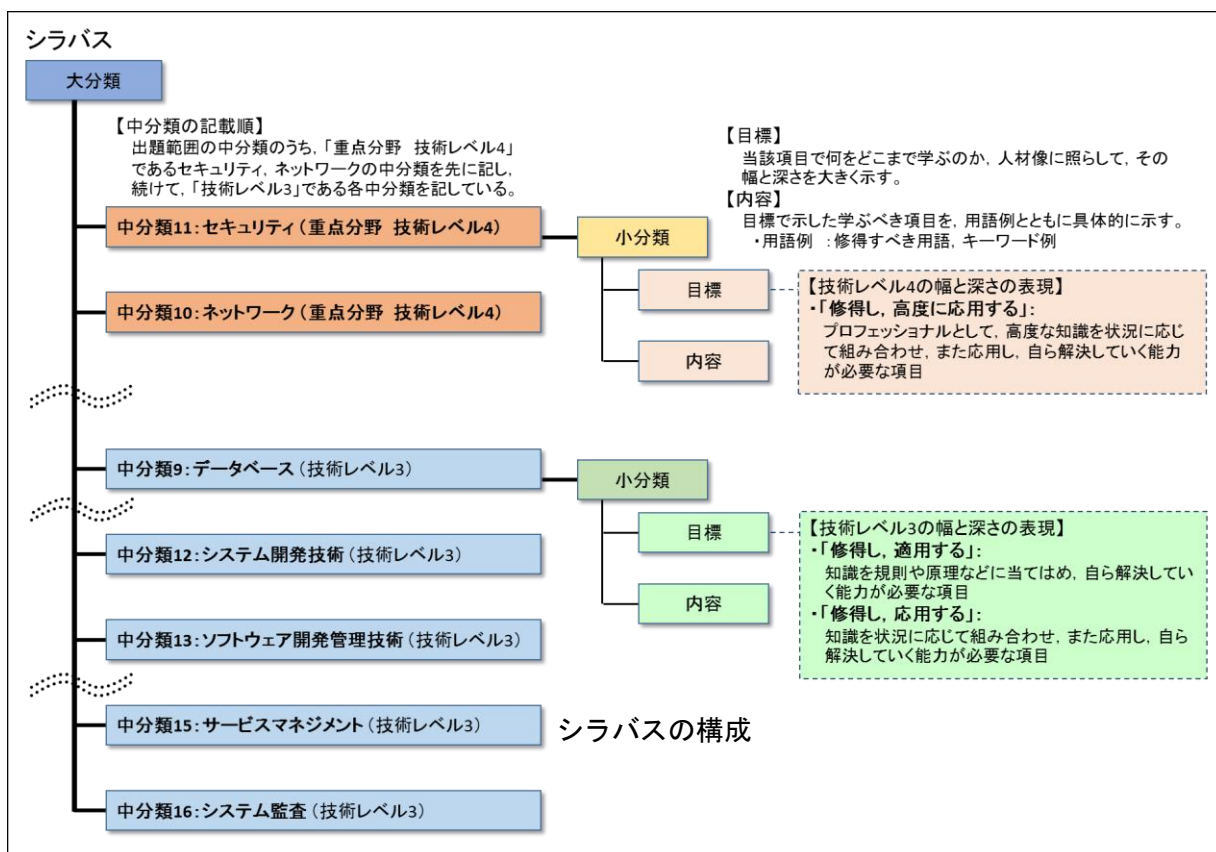 シラバス
大分類
【中分類の記載順】
出題範囲の中分類のうち,「重点分野 技術レベル4」
であるセキュリティ, ネットワークの中分類を先に記し,
続けて,「技術レベル3」である各中分類を記している。
【目標】
当該項目で何をどこまで学ぶのか, 人材像に照らして, その
幅と深さを大きく示す。
【内容】
目標で示した学ぶべき項目を, 用語例とともに具体的に示す。
・用語例 :修得すべき用語, キーワード例
中分類11:セキュリティ(重点分野 技術レベル4)
小分類
目標
内容
【技術レベル4の幅と深さの表現】
・「修得し, 高度に応用する」:
プロフェッショナルとして, 高度な知識を状況に応じ
て組み合わせ, また応用し, 自ら解決していく能力
が必要な項目
中分類10:ネットワーク(重点分野 技術レベル4)
中分類9:データベース(技術レベル3)
小分類
目標
内容
【技術レベル3の幅と深さの表現】
・「修得し, 適用する」:
知識を規則や原理などに当てはめ, 自ら解決してい
く能力が必要な項目
・「修得し, 応用する」:
知識を状況に応じて組み合わせ, また応用し, 自ら
解決していく能力が必要な項目
中分類12:システム開発技術(技術レベル3)
中分類13:ソフトウェア開発管理技術(技術レベル3)
中分類15:サービスマネジメント(技術レベル3)
シラバスの構成
中分類16:システム監査(技術レベル3)